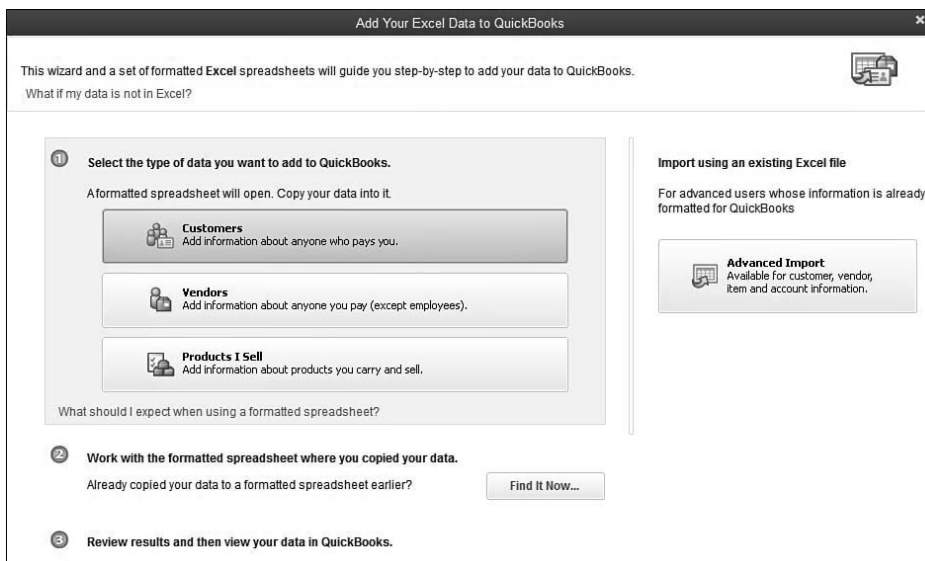 Add Your Excel Data to QuickBooks
This wizard and a set of formatted Excel spreadsheets will guide you step-by-step to add your data to QuickBooks.
What if my data is not in Excel?
1
Select the type of data you want to add to QuickBooks.
A formatted spreadsheet will open. Copy your data into it.
Customers
Add information about anyone who pays you.
Vendors
Add information about anyone you pay (except employees).
Products I Sell
Add information about products you carry and sell.
What should I expect when using a formatted spreadsheet?
2
Work with the formatted spreadsheet where you copied your data.
Already copied your data to a formatted spreadsheet earlier?
Find It Now...
3
Review results and then view your data in QuickBooks.
Import using an existing Excel file
For advanced users whose information is already
formatted for QuickBooks
Advanced Import
Available for customer, vendor,
item and account information.